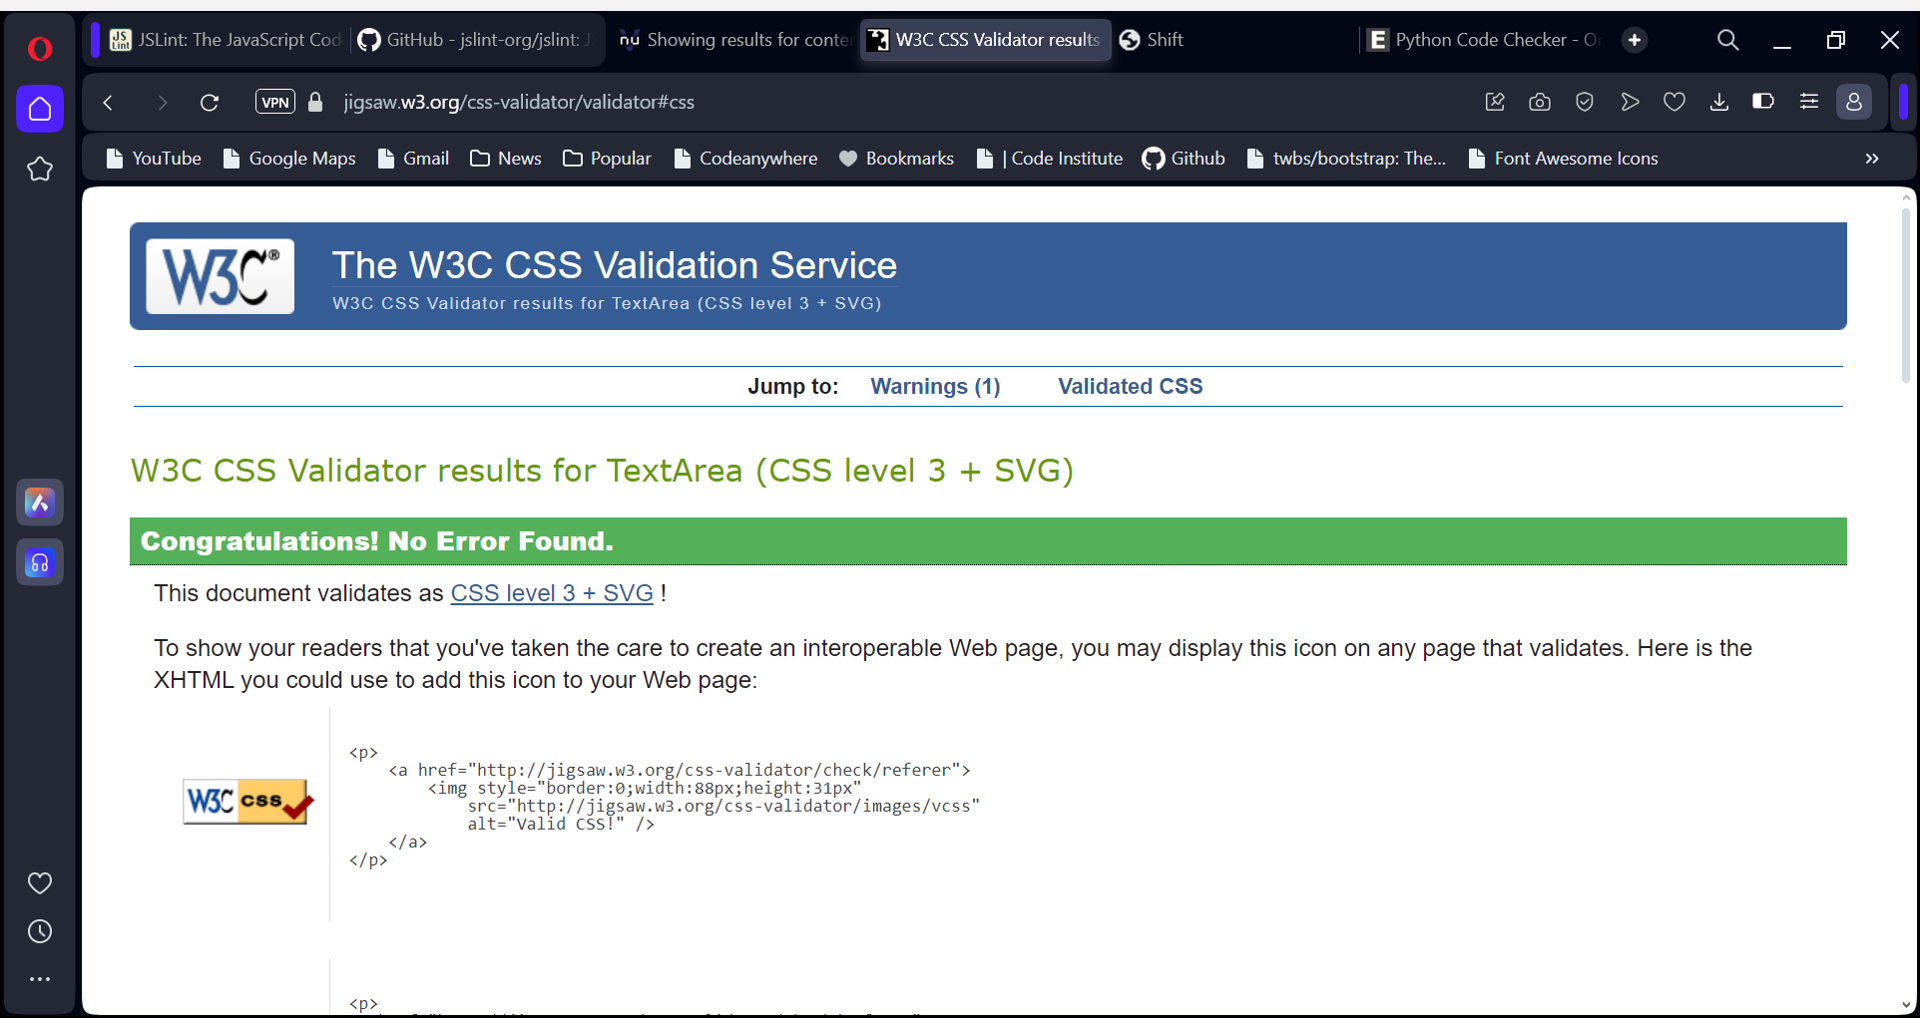 JSLint: The JavaScript Cod
GitHub - jslint-org/jslint: J
Showing results for conter
W3C CSS Validator results
Shift
Python Code Checker - O
VPN
jigsaw.w3.org/css-validator/validator#css
YouTube
Google Maps
Gmail
News
Popular
Codeanywhere
Bookmarks
| Code Institute
Github
twbs/bootstrap: The...
Font Awesome Icons
W3C®
The W3C CSS Validation Service
W3C CSS Validator results for TextArea (CSS level 3 + SVG)
Jump to: Warnings (1) Validated CSS
W3C CSS Validator results for TextArea (CSS level 3 + SVG)
Congratulations! No Error Found.
This document validates as CSS level 3 + SVG !
To show your readers that you've taken the care to create an interoperable Web page, you may display this icon on any page that validates. Here is the
XHTML you could use to add this icon to your Web page:
W3C css
<p>
<a href="http://jigsaw.w3.org/css-validator/check/referer">
<img style="border:0;width:88px;height:31px"
src="http://jigsaw.w3.org/css-validator/images/vcss"
alt="Valid CSS!" />
</a>
</p>
<p>